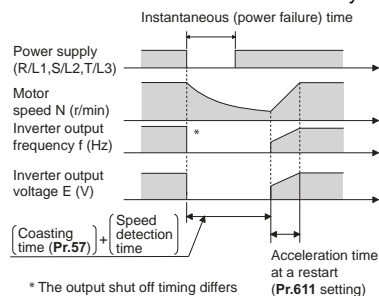 Instantaneous (power failure) time
Power supply
(R/L1,S/L2,T/L3)
Motor
speed N (r/min)
Inverter output
frequency f (Hz)
*
Inverter output
voltage E (V)
Coasting
time (Pr.57)
+
Speed
detection
time
Acceleration time
at a restart
(Pr.611 setting)
* The output shut off timing differs